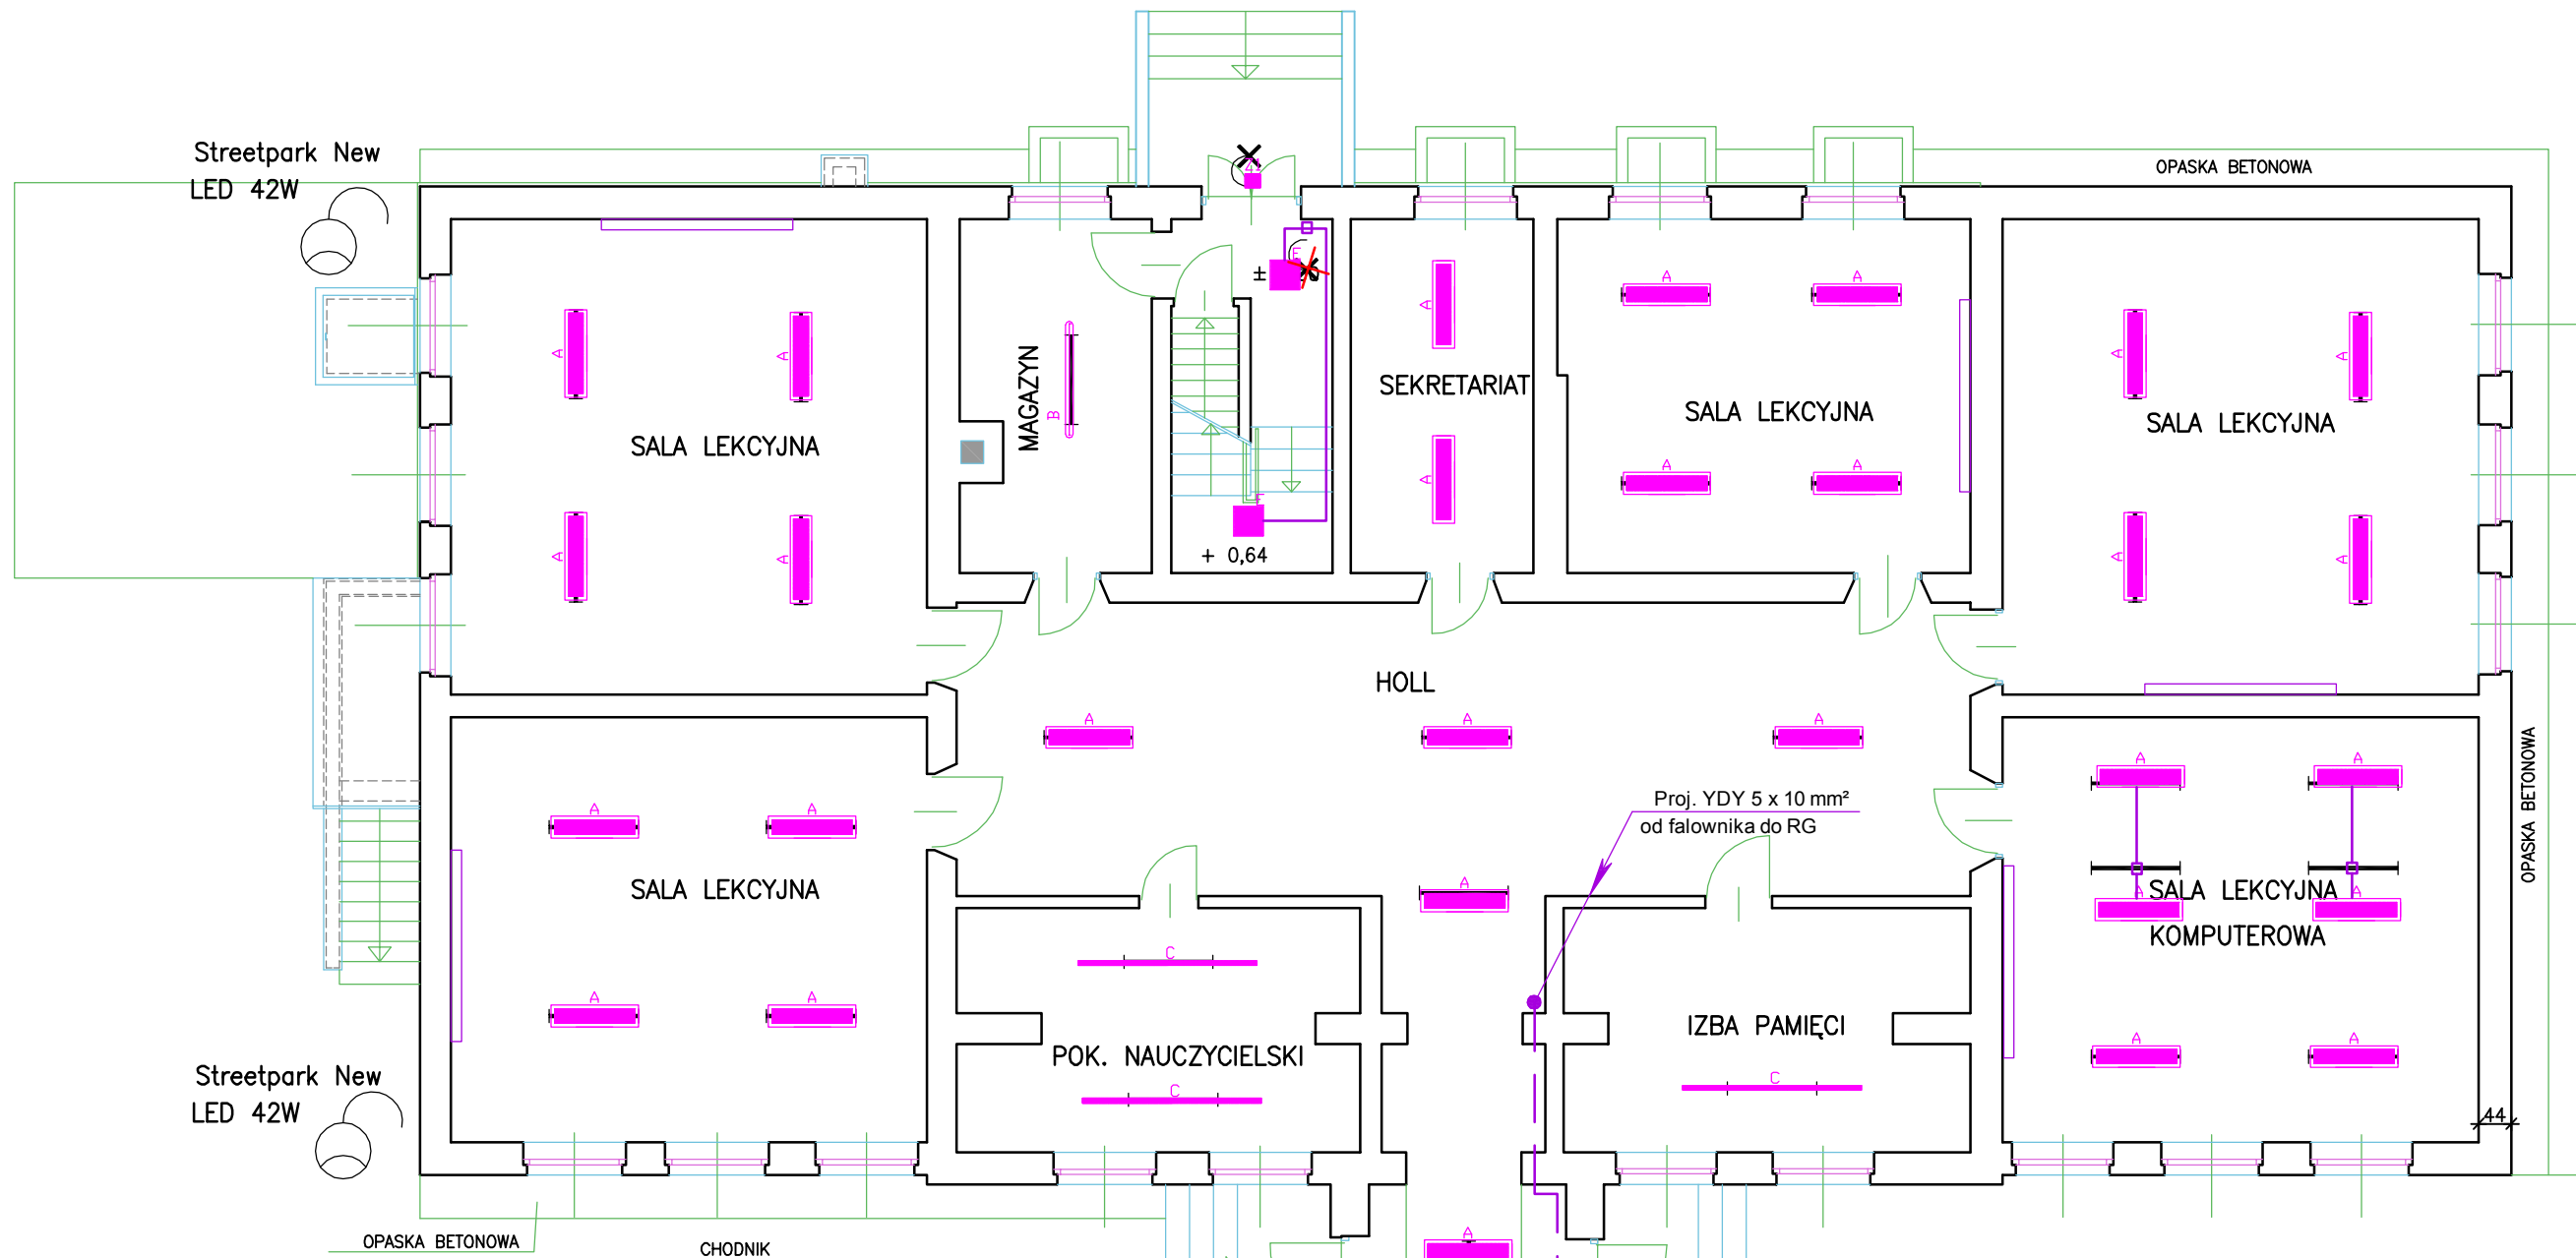 Streetpark New
LED 42W
OPASKA BETONOWA
Z1
E
±
A
A
A
A
A
A
A
A
MAGAZYN
B
SEKRETARIAT
SALA LEKCYJNA
SALA LEKCYJNA
SALA LEKCYJNA
A
A
A
A
A
A
A
A
+ 0,64
HOLL
A
A
A
A
A
Proj. YDY 5 x 10 mm²
od falownika do RG
OPASKA BETONOWA
A
A
A
SALA LEKCYJNA
A
A
SALA LEKCYJNA
KOMPUTEROWA
C
A
A
IZBA PAMIĘCI
POK. NAUCZYCIELSKI
A
A
C
C
Streetpark New
LED 42W
44
OPASKA BETONOWA
CHODNIK
A